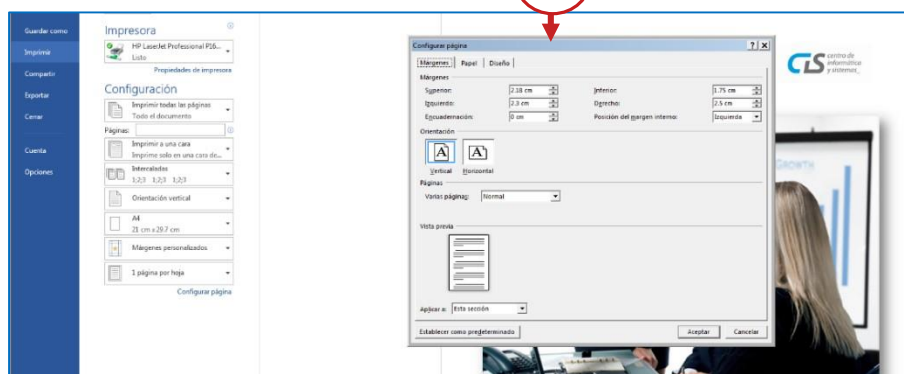 Guardar como
Imprimir
Compartir
Exportar
Cerrar
Cuenta
Opciones
Impresora
HP LaserJet Professional P16...
Listo
Propiedades de impresora
Configuración
Imprimir todas las páginas
Todo el documento
Páginas:
Imprimir a una cara
Imprime solo en una cara de...
Intercaladas
1;2;3 1;2;3 1;2;3
Orientación vertical
A4
21 cm x 29.7 cm
Márgenes personalizados
1 página por hoja
Configurar página
Configurar página
Márgenes Papel Diseño
Márgenes
Superior: 2.18 cm Inferior: 1.75 cm
Izquierdo: 2.3 cm Derecho: 2.5 cm
Encuadernación: 0 cm Posición del margen interno: Izquierda
Orientación
Vertical Horizontal
Páginas
Varias páginas: Normal
Vista previa
Aplicar a: Esta sección
Establecer como predeterminado Aceptar Cancelar
CiS centro de
informática
y sistemas_
GROWTH